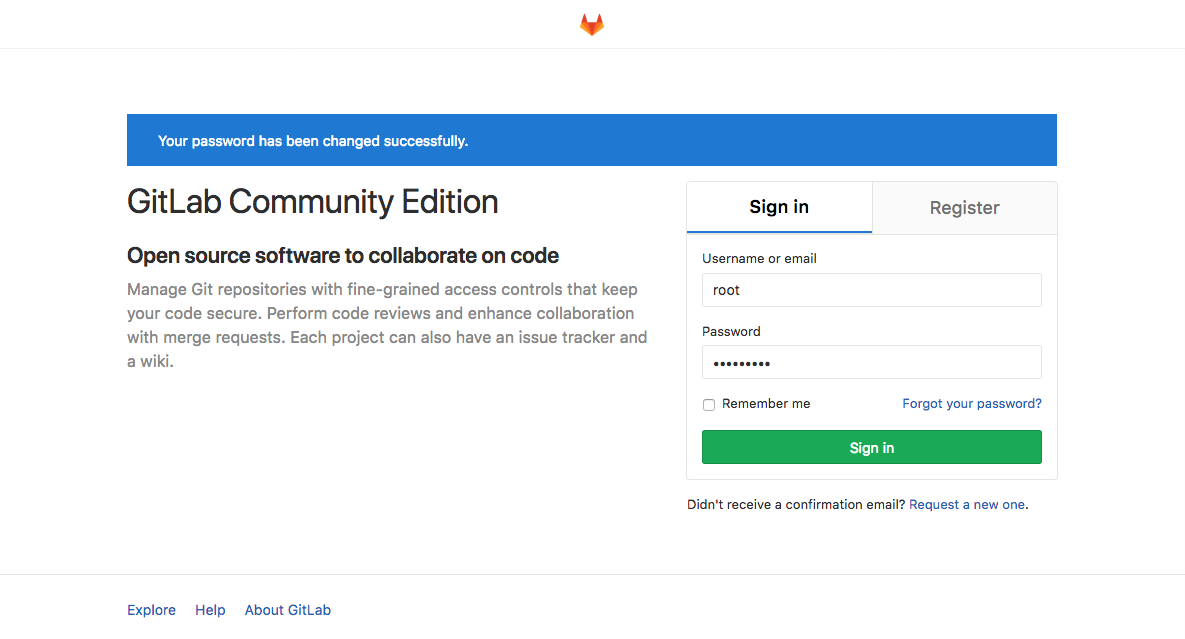 Your password has been changed successfully.
GitLab Community Edition
Open source software to collaborate on code
Manage Git repositories with fine-grained access controls that keep
your code secure. Perform code reviews and enhance collaboration
with merge requests. Each project can also have an issue tracker and
a wiki.
Sign in
Register
Username or email
root
Password
•••••••••
Remember me
Forgot your password?
Sign in
Didn't receive a confirmation email? Request a new one.
Explore
Help
About GitLab